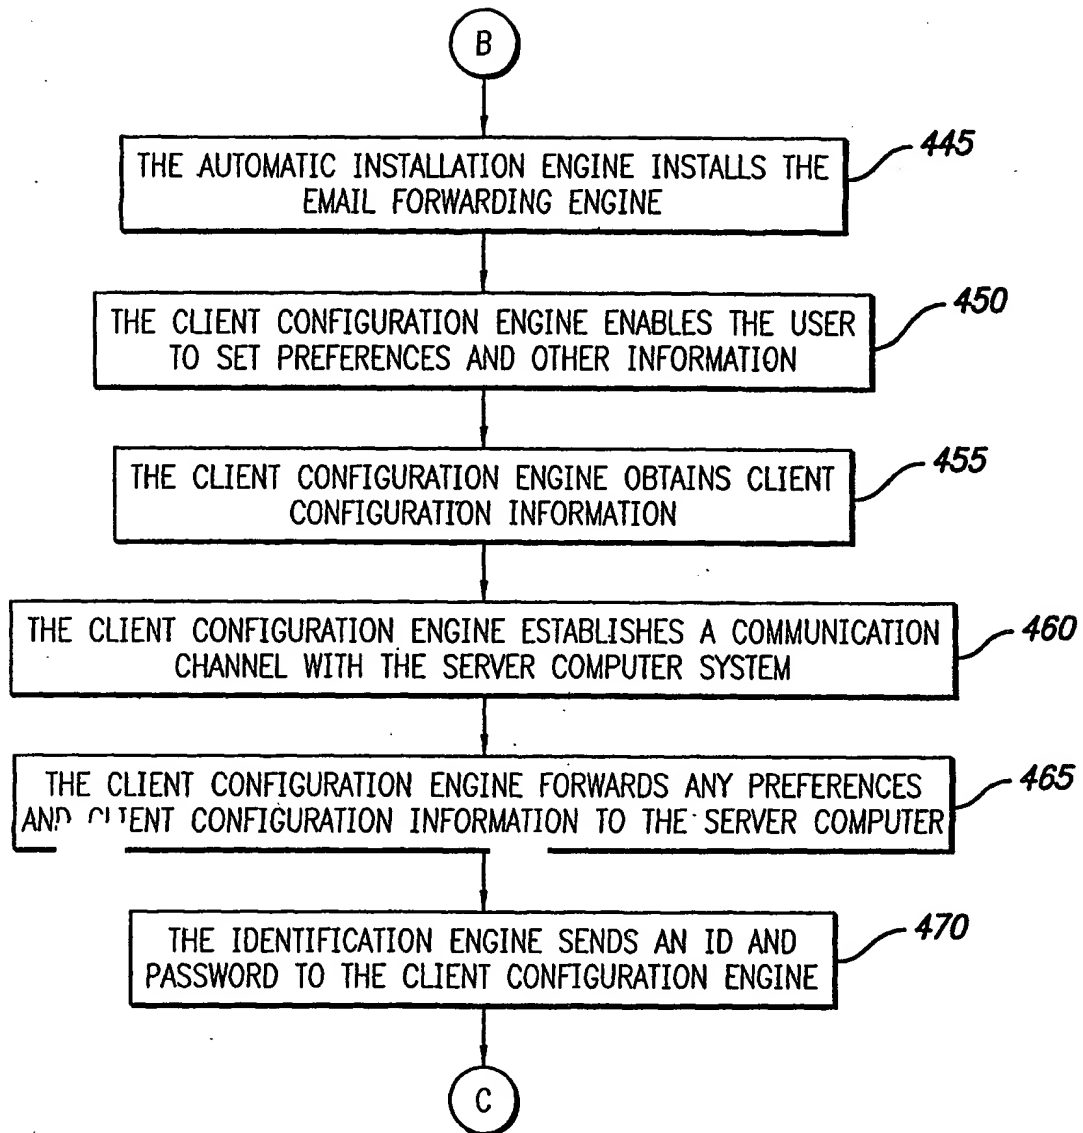 B
THE AUTOMATIC INSTALLATION ENGINE INSTALLS THE
EMAIL FORWARDING ENGINE
445
THE CLIENT CONFIGURATION ENGINE ENABLES THE USER
TO SET PREFERENCES AND OTHER INFORMATION
450
THE CLIENT CONFIGURATION ENGINE OBTAINS CLIENT
CONFIGURATION INFORMATION
455
THE CLIENT CONFIGURATION ENGINE ESTABLISHES A COMMUNICATION
CHANNEL WITH THE SERVER COMPUTER SYSTEM
460
THE CLIENT CONFIGURATION ENGINE FORWARDS ANY PREFERENCES
AND CLIENT CONFIGURATION INFORMATION TO THE SERVER COMPUTER
465
THE IDENTIFICATION ENGINE SENDS AN ID AND
PASSWORD TO THE CLIENT CONFIGURATION ENGINE
470
C